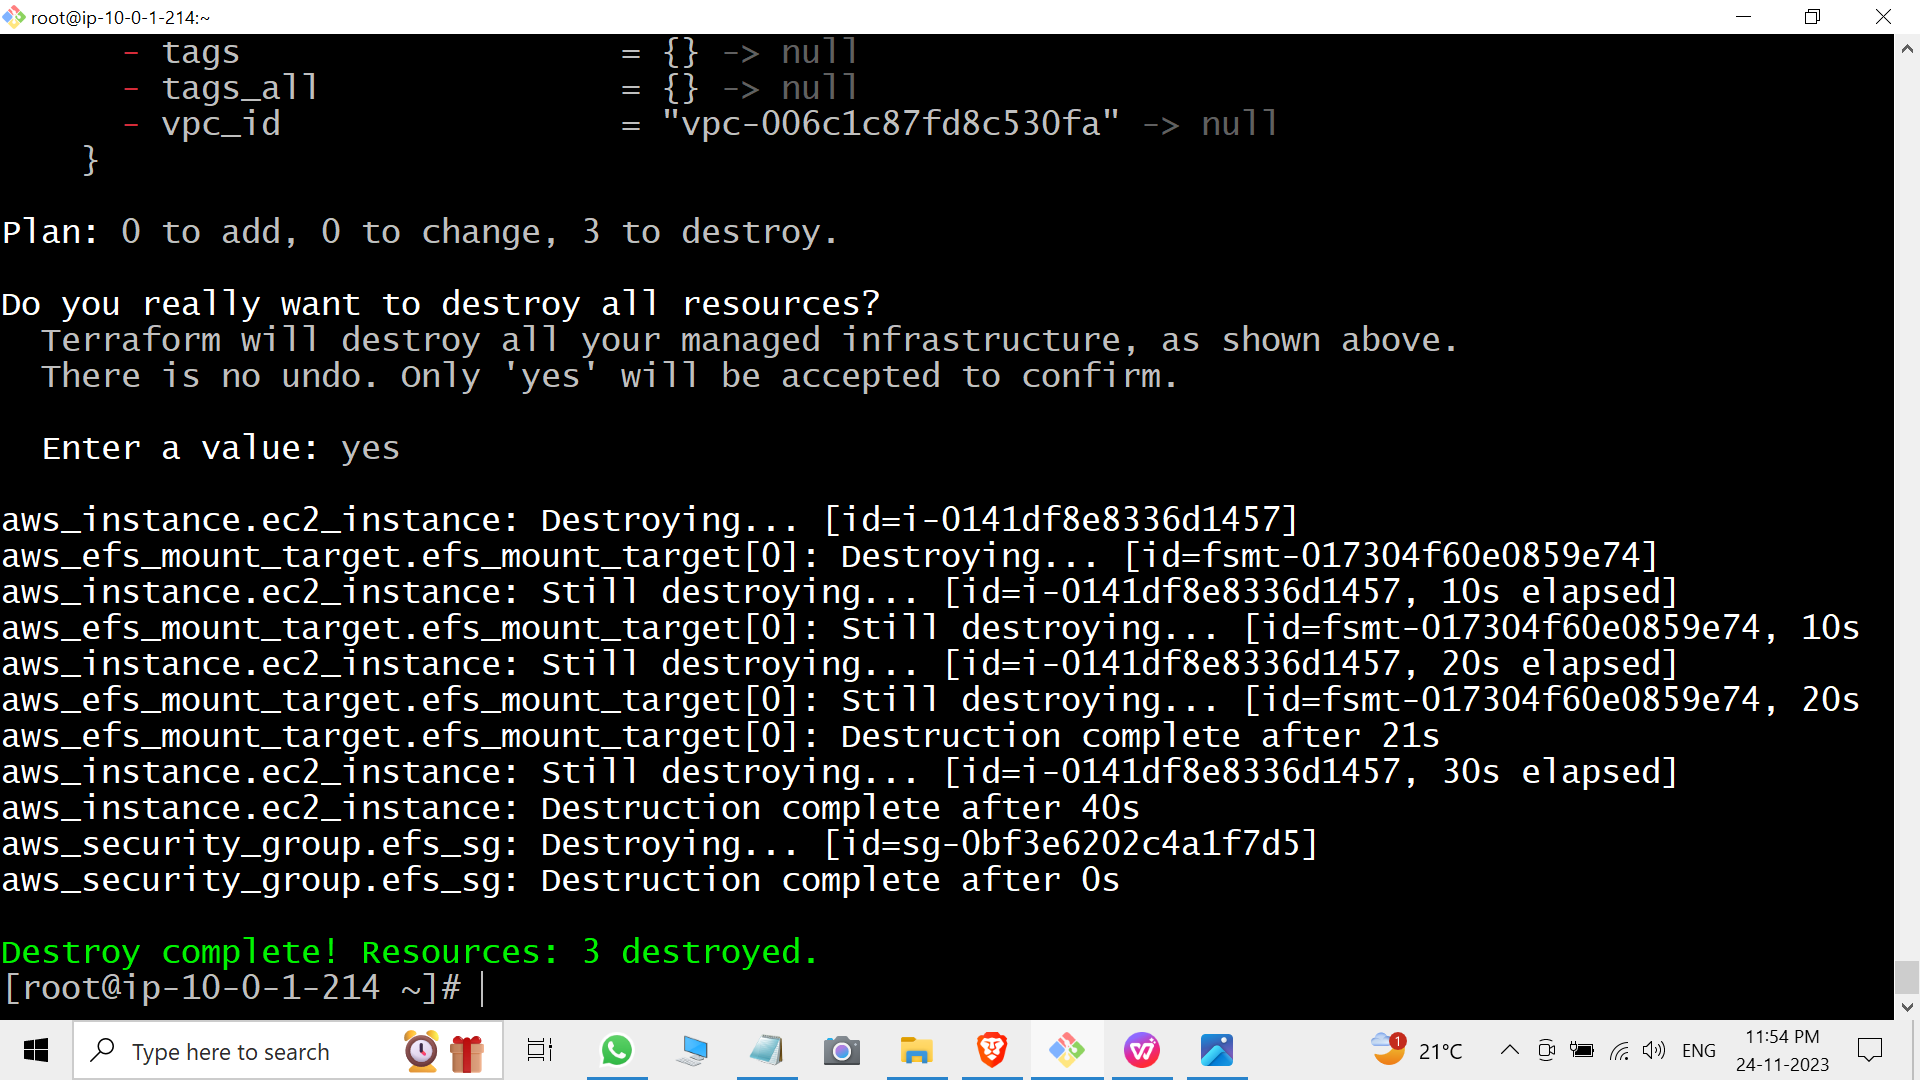 root@ip-10-0-1-214:~
- tags = {} -> null
- tags_all = {} -> null
- vpc_id = "vpc-006c1c87fd8c530fa" -> null
}
Plan: 0 to add, 0 to change, 3 to destroy.
Do you really want to destroy all resources?
Terraform will destroy all your managed infrastructure, as shown above.
There is no undo. Only 'yes' will be accepted to confirm.
Enter a value: yes
aws_instance.ec2_instance: Destroying... [id=i-0141df8e8336d1457]
aws_efs_mount_target.efs_mount_target[0]: Destroying... [id=fsmt-017304f60e0859e74]
aws_instance.ec2_instance: Still destroying... [id=i-0141df8e8336d1457, 10s elapsed]
aws_efs_mount_target.efs_mount_target[0]: Still destroying... [id=fsmt-017304f60e0859e74, 10s
aws_instance.ec2_instance: Still destroying... [id=i-0141df8e8336d1457, 20s elapsed]
aws_efs_mount_target.efs_mount_target[0]: Still destroying... [id=fsmt-017304f60e0859e74, 20s
aws_efs_mount_target.efs_mount_target[0]: Destruction complete after 21s
aws_instance.ec2_instance: Still destroying... [id=i-0141df8e8336d1457, 30s elapsed]
aws_instance.ec2_instance: Destruction complete after 40s
aws_security_group.efs_sg: Destroying... [id=sg-0bf3e6202c4a1f7d5]
aws_security_group.efs_sg: Destruction complete after 0s
Destroy complete! Resources: 3 destroyed.
[root@ip-10-0-1-214 ~]#
Type here to search
1
21°C
ENG
11:54 PM
24-11-2023